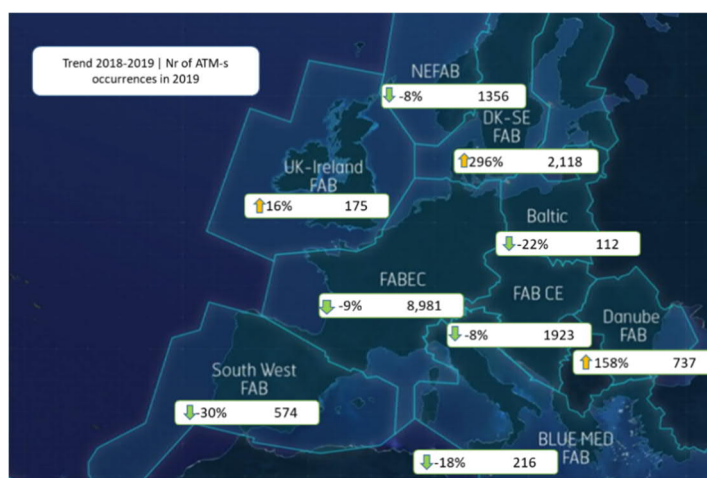 Trend 2018-2019 | Nr of ATM-s
occurrences in 2019
NEFAB
-8% 1356
DK-SE
FAB
296% 2,118
UK-Ireland
FAB
16% 175
Baltic
-22% 112
FABEC
-9% 8,981
FAB CE
-8% 1923
Danube
FAB
158% 737
South West
FAB
-30% 574
BLUE MED
FAB
-18% 216